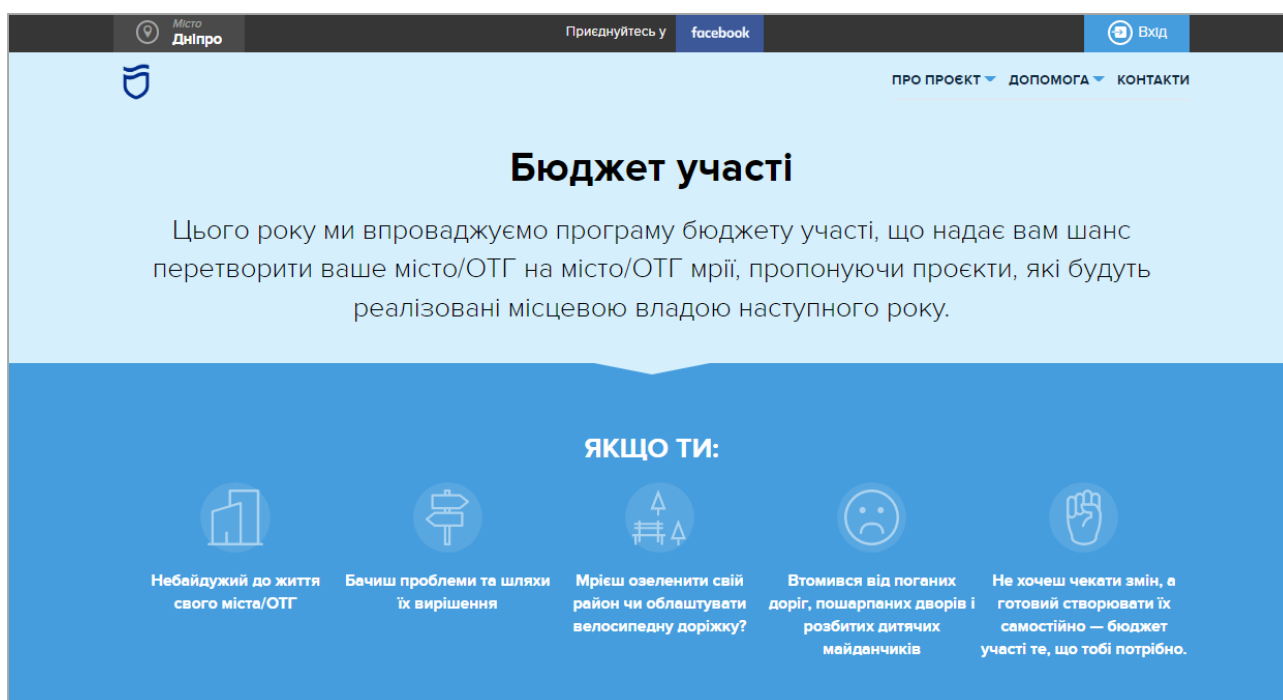 Місто
Дніпро
Приєднуйтесь у facebook
Вхід
ПРО ПРОЄКТ ДОПОМОГА КОНТАКТИ
Бюджет участі
Цього року ми впроваджуємо програму бюджету участі, що надає вам шанс
перетворити ваше місто/ОТГ на місто/ОТГ мрії, пропонуючи проєкти, які будуть
реалізовані місцевою владою наступного року.
ЯКЩО ТИ:
Небайдужий до життя
свого міста/ОТГ
Бачиш проблеми та шляхи
їх вирішення
Мрієш озеленити свій
район чи облаштувати
велосипедну доріжку?
Втомився від поганих
доріг, пошарпаних дворів і
розбитих дитячих
майданчиків
Не хочеш чекати змін, а
готовий створювати їх
самостійно — бюджет
участі те, що тобі потрібно.